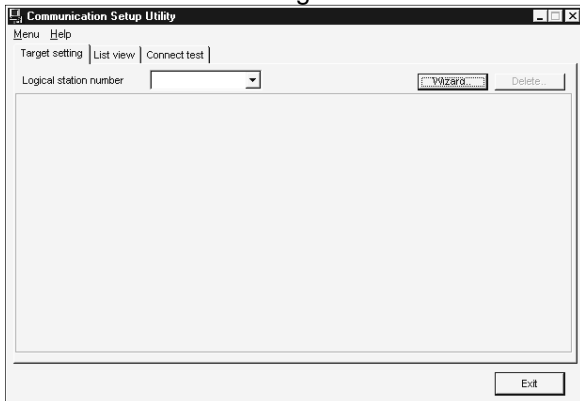 Communication Setup Utility
Menu Help
Target setting List view Connect test
Logical station number Wizard... Delete...
Exit